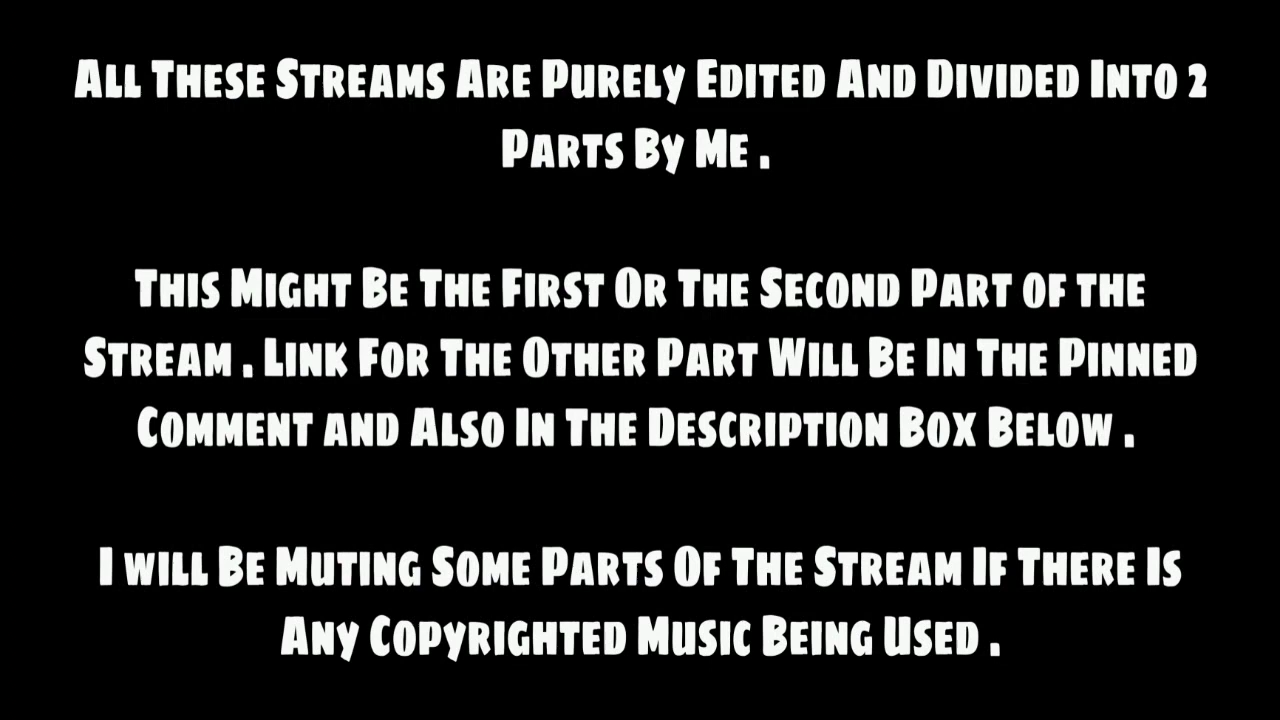 All These Streams Are Purely Edited And Divided Into 2
Parts By Me .
This Might Be The First Or The Second Part of the
Stream . Link For The Other Part Will Be In The Pinned
Comment and Also In The Description Box Below .
I will Be Muting Some Parts Of The Stream If There Is
Any Copyrighted Music Being Used .